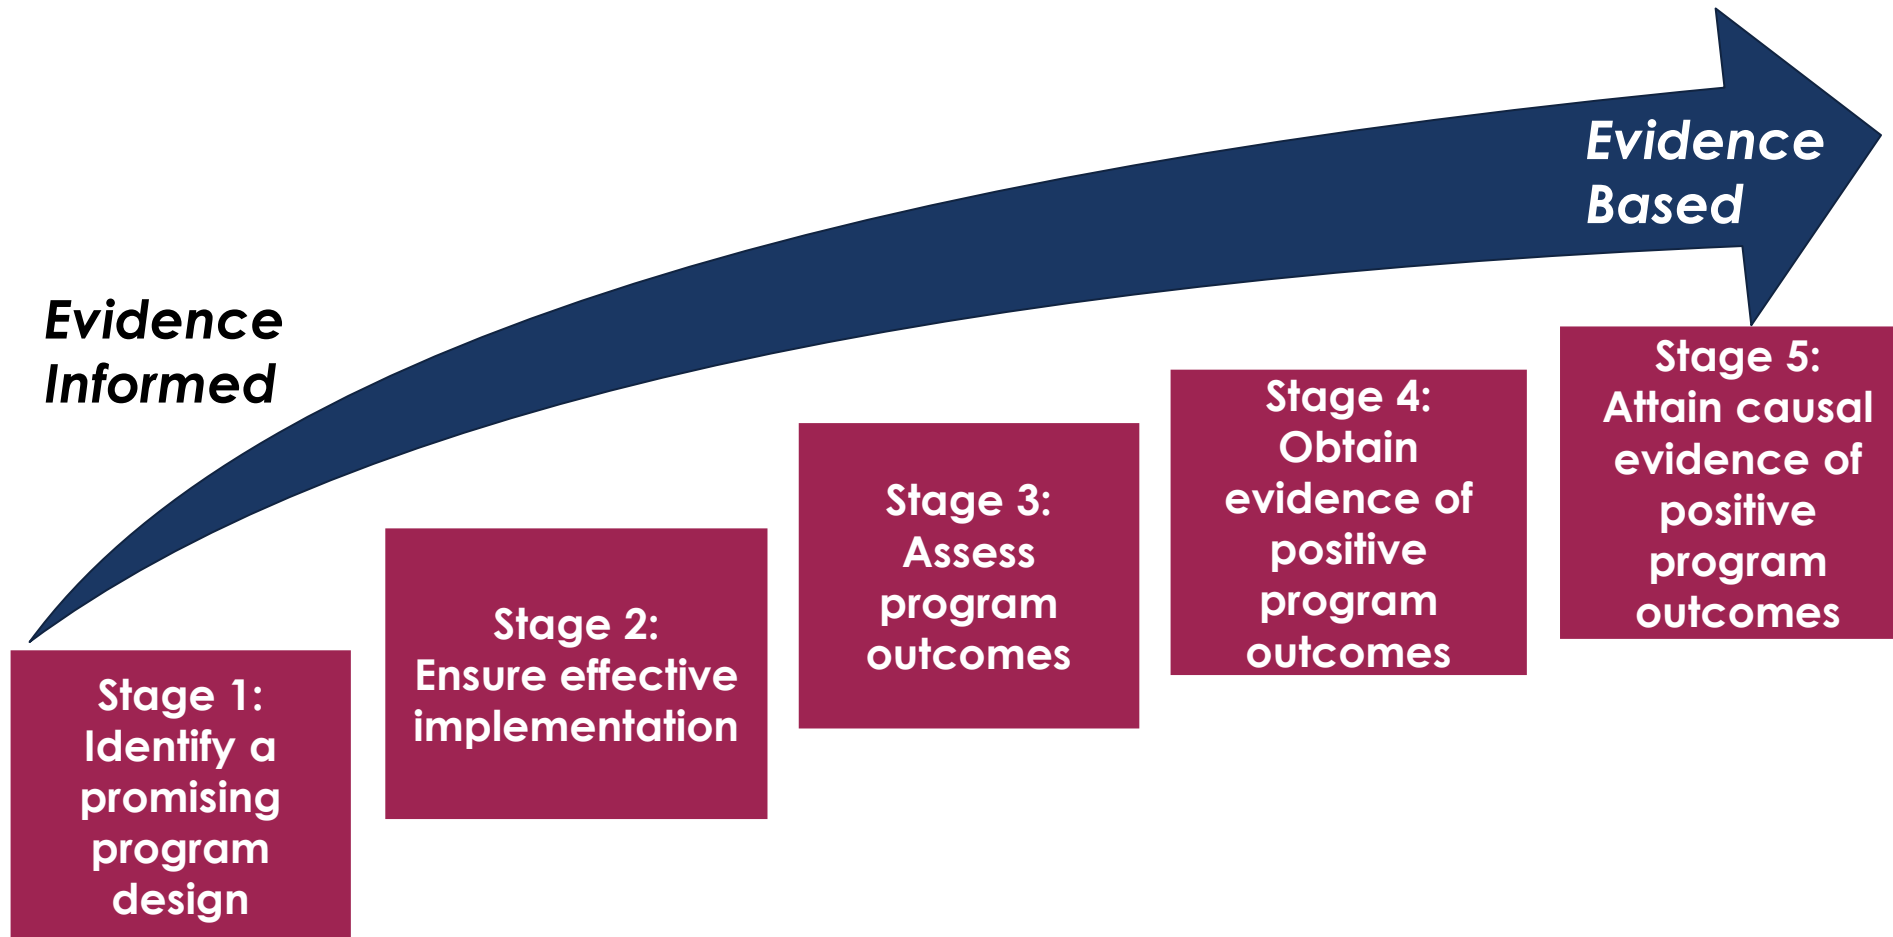 Evidence
Informed
Evidence
Based
Stage 1:
Identify a
promising
program
design
Stage 2:
Ensure effective
implementation
Stage 3:
Assess
program
outcomes
Stage 4:
Obtain
evidence of
positive
program
outcomes
Stage 5:
Attain causal
evidence of
positive
program
outcomes